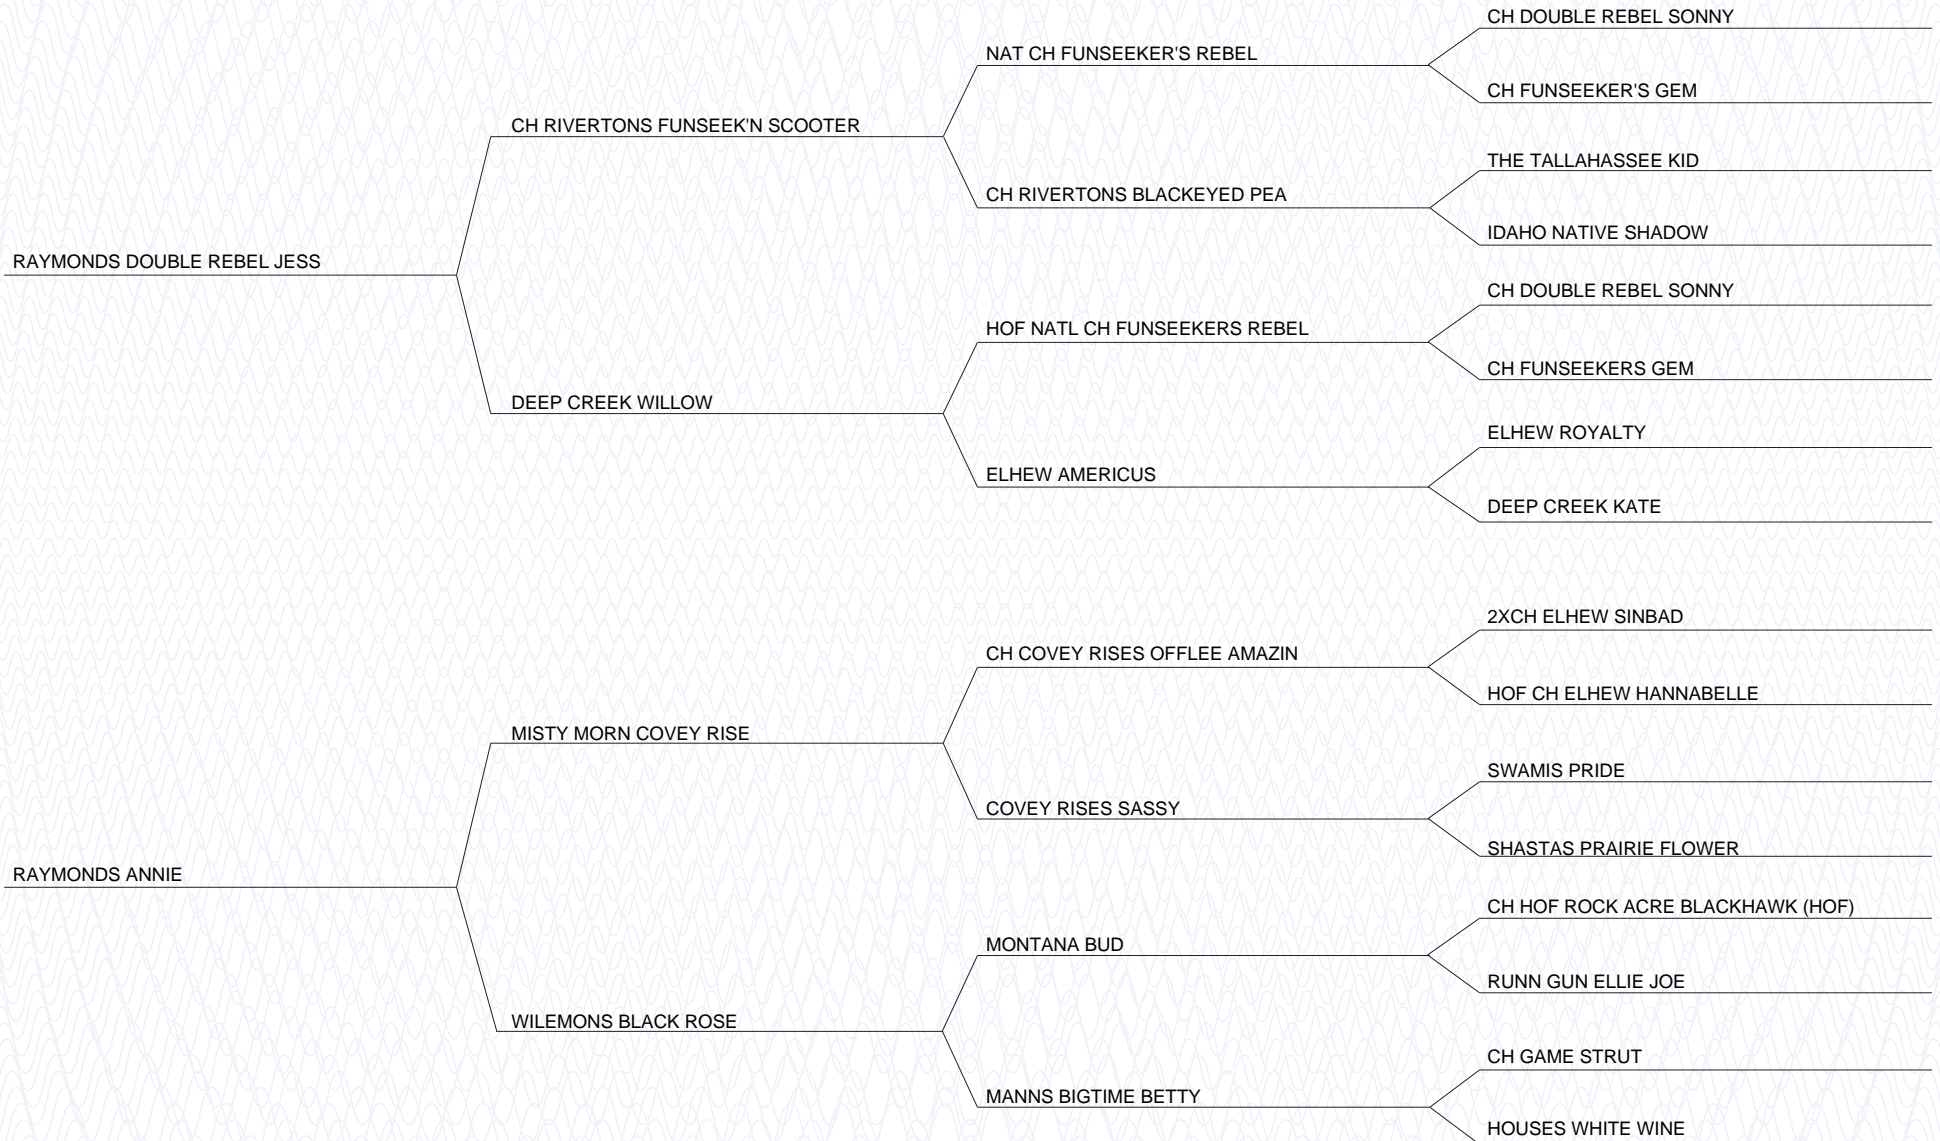 CH DOUBLE REBEL SONNY
NAT CH FUNSEEKER'S REBEL
CH FUNSEEKER'S GEM
CH RIVERTONS FUNSEEK'N SCOOTER
THE TALLAHASSEE KID
CH RIVERTONS BLACKEYED PEA
IDAHO NATIVE SHADOW
RAYMONDS DOUBLE REBEL JESS
CH DOUBLE REBEL SONNY
HOF NATL CH FUNSEEKERS REBEL
CH FUNSEEKERS GEM
DEEP CREEK WILLOW
ELHEW ROYALTY
ELHEW AMERICUS
DEEP CREEK KATE
2XCH ELHEW SINBAD
CH COVEY RISES OFFLEE AMAZIN
HOF CH ELHEW HANNABELLE
MISTY MORN COVEY RISE
SWAMIS PRIDE
COVEY RISES SASSY
SHASTAS PRAIRIE FLOWER
RAYMONDS ANNIE
CH HOF ROCK ACRE BLACKHAWK (HOF)
MONTANA BUD
RUNN GUN ELLIE JOE
WILEMONS BLACK ROSE
CH GAME STRUT
MANNS BIGTIME BETTY
HOUSES WHITE WINE